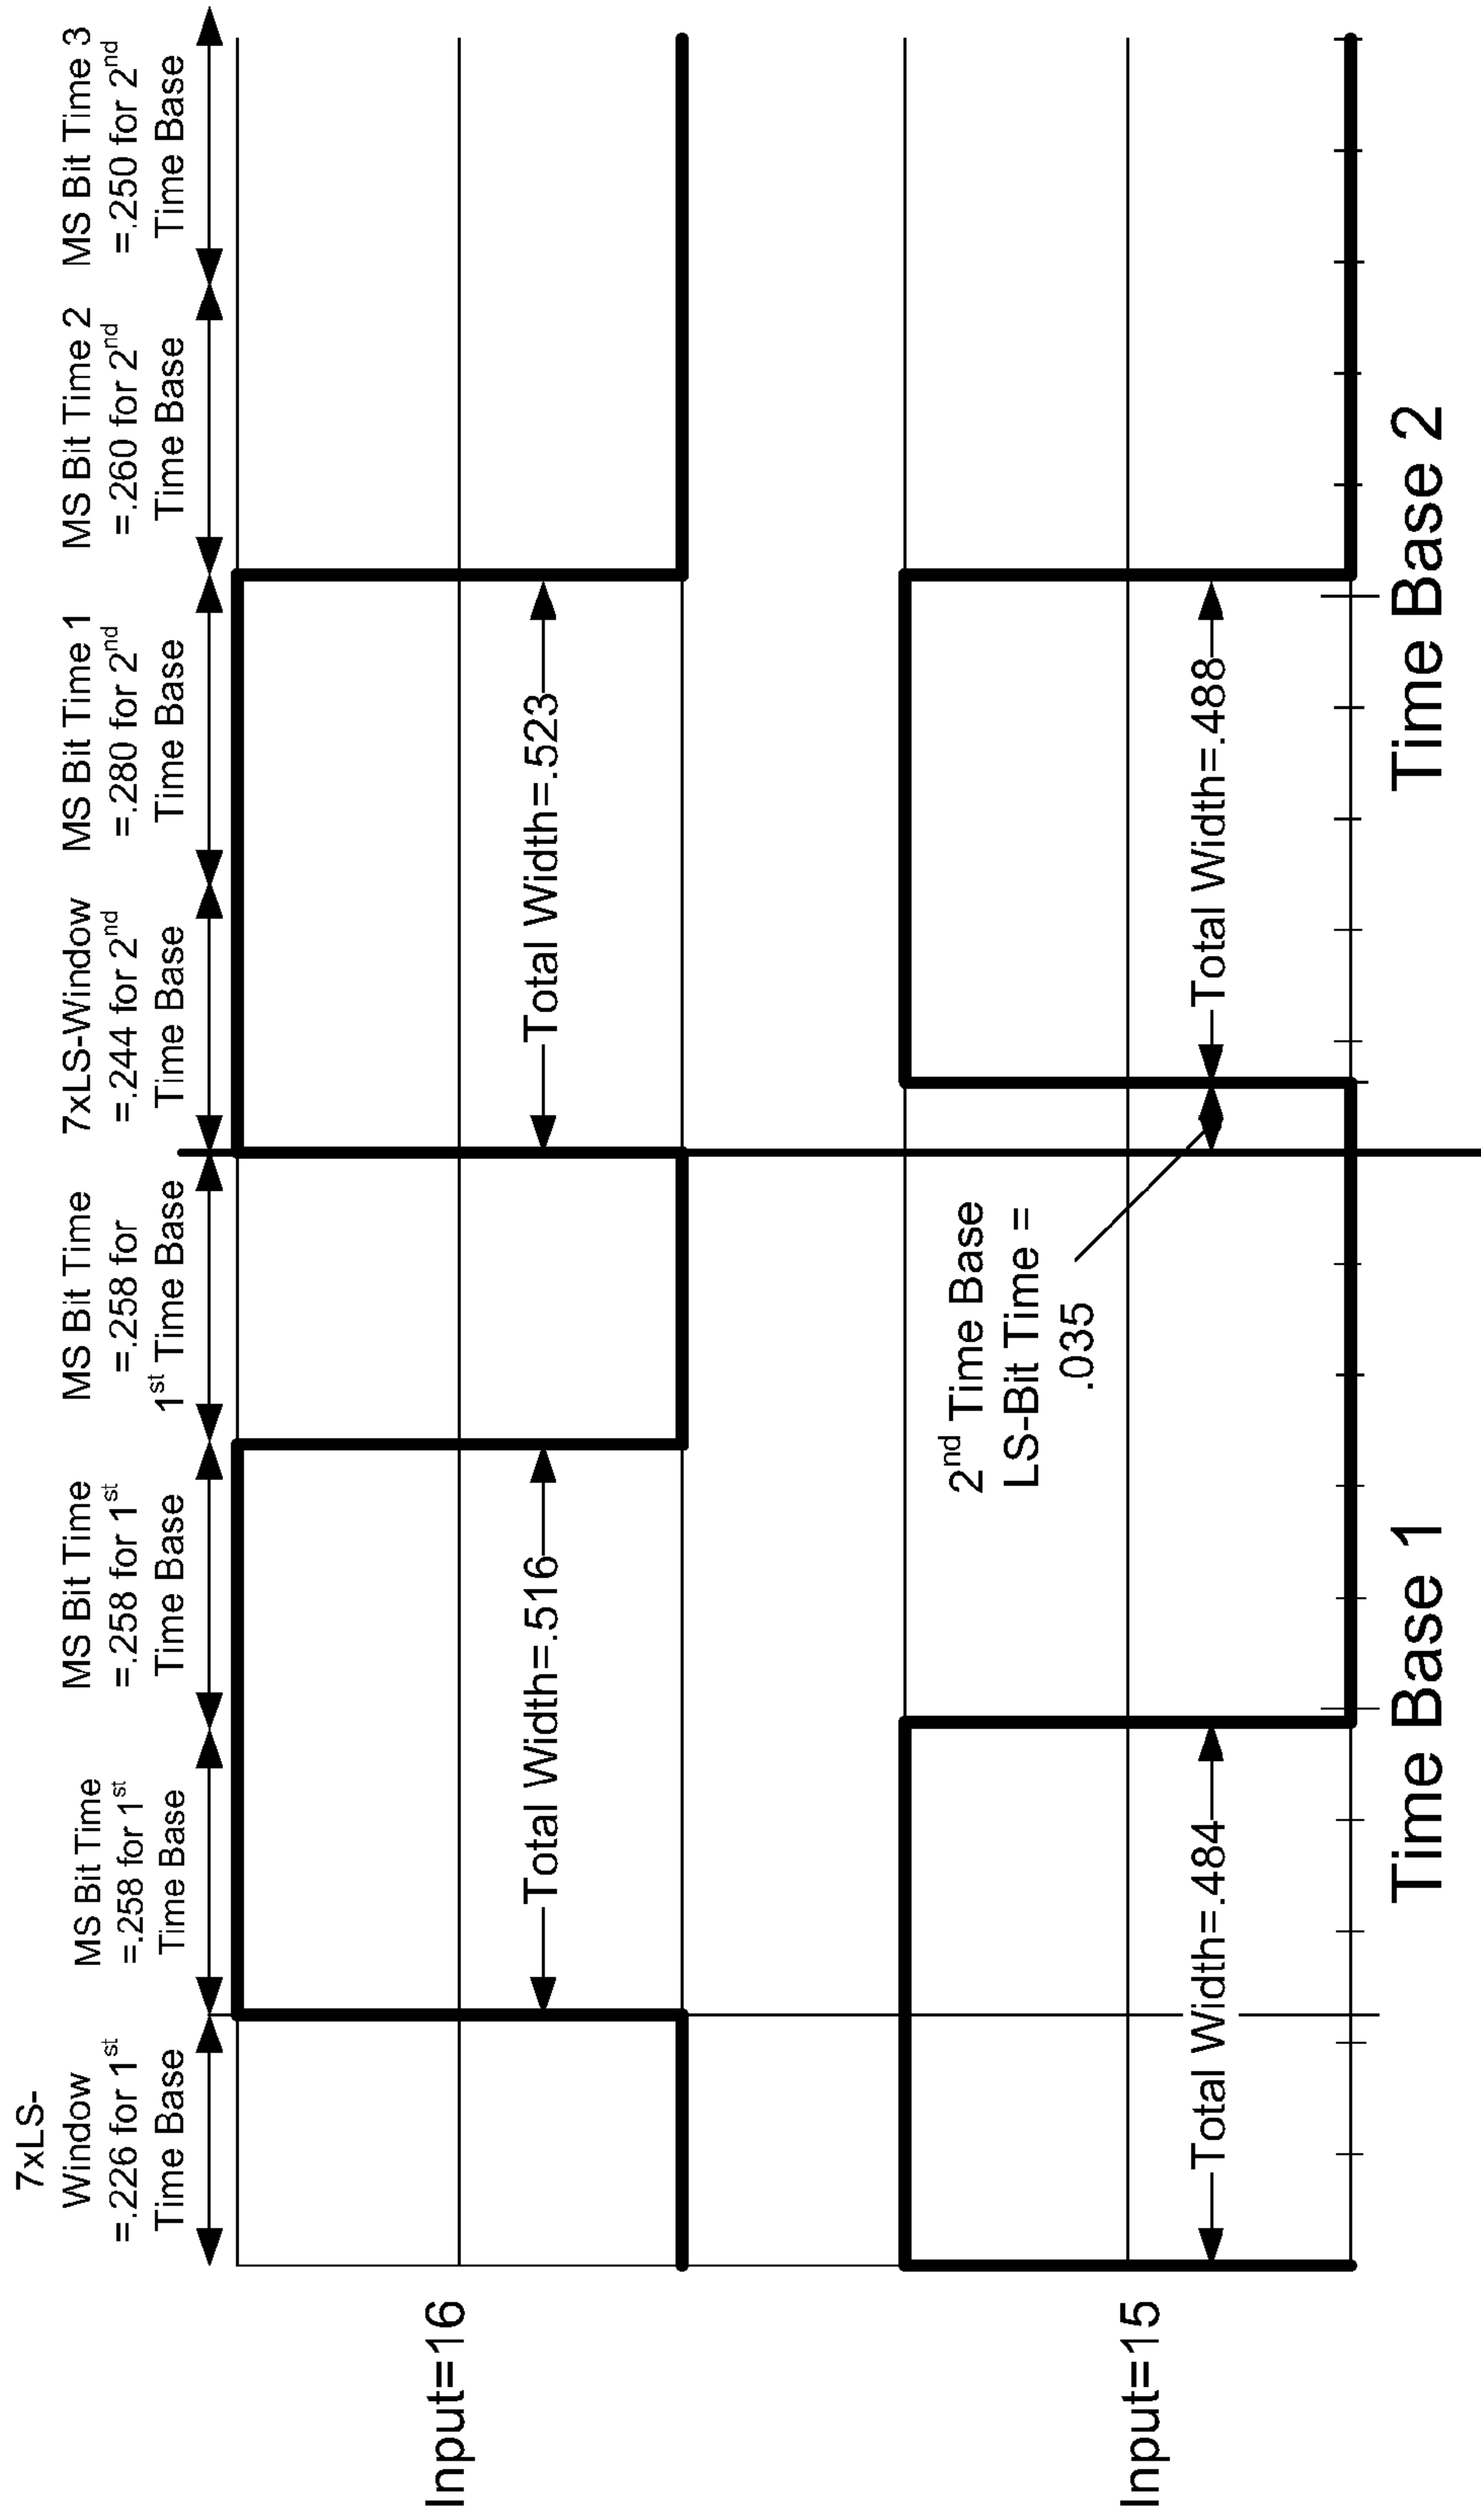 7xLS-
Window
=.226 for 1st
Time Base
MS Bit Time
=.258 for 1st
Time Base
MS Bit Time
=.258 for 1st
Time Base
MS Bit Time
=.258 for
1st Time Base
7xLS-Window
=.244 for 2nd
Time Base
MS Bit Time 1
=.280 for 2nd
Time Base
MS Bit Time 2
=.260 for 2nd
Time Base
MS Bit Time 3
=.250 for 2nd
Time Base
Input=16
Total Width=.516
Total Width=.523
2nd Time Base
LS-Bit Time =
.035
Input=15
Total Width=.484
Total Width=.488
Time Base 1
Time Base 2